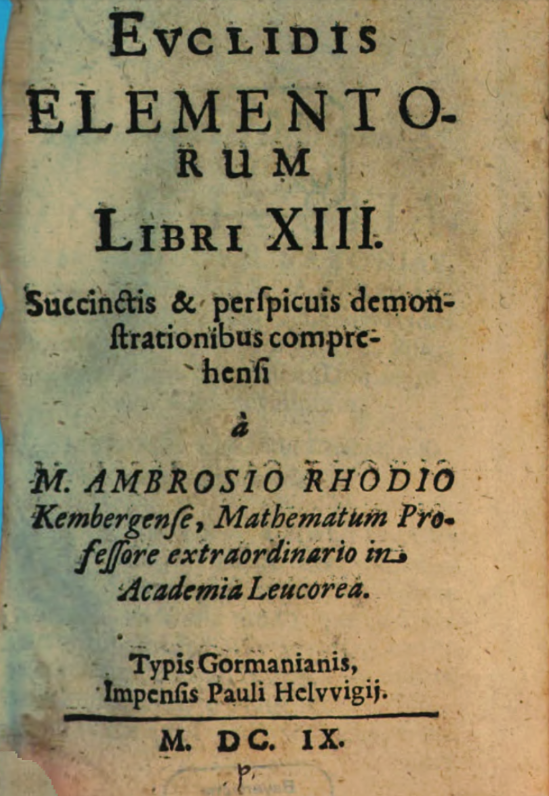 EVCLIDIS
ELEMENTO-
RUM
LIBRI XIII.
Succinctis & perſpicuis demon-
ſtrationibus compre-
henſi
à
M. AMBROSIO RHODIO
Kembergenſe, Mathematum Pro-
feſſore extraordinario in
Academia Leucorea.
Typis Gormanianis,
Impenſis Pauli Helvvigij.
M. DC. IX.
p.